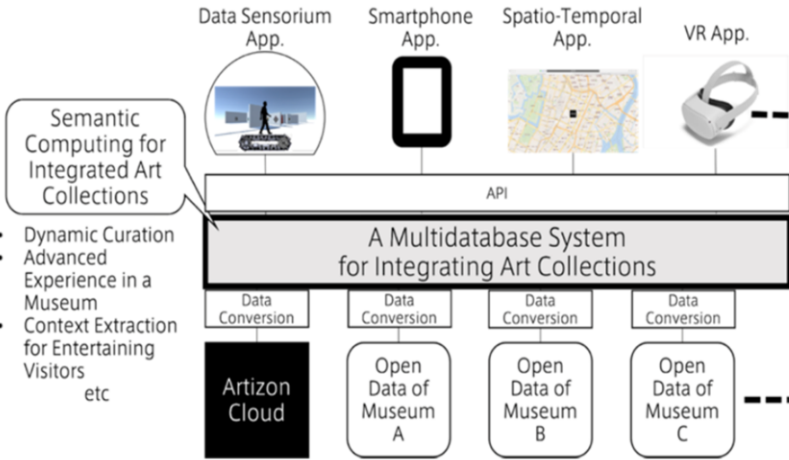 Data Sensorium
App.
Smartphone
App.
Spatio-Temporal
App.
VR App.
Semantic
Computing for
Integrated Art
Collections
• Dynamic Curation
• Advanced
Experience in a
Museum
• Context Extraction
for Entertaining
Visitors
etc
API
A Multidatabase System
for Integrating Art Collections
Data
Conversion
Data
Conversion
Data
Conversion
Data
Conversion
Artizon
Cloud
Open
Data of
Museum
A
Open
Data of
Museum
B
Open
Data of
Museum
C